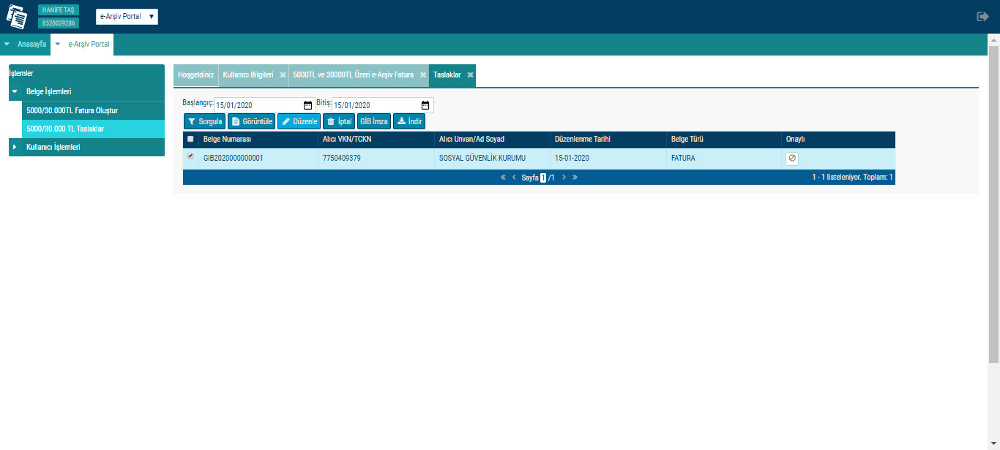 HANİFE TAŞ
8520039286
e-Arşiv Portal
Anasayfa
e-Arşiv Portal
İşlemler
Belge İşlemleri
5000/30.000TL Fatura Oluştur
5000/30.000 TL Taslaklar
Kullanıcı İşlemleri
Hoşgeldiniz Kullanıcı Bilgileri 5000TL ve 30000TL Üzeri e-Arşiv Fatura Taslaklar
Başlangıç: 15/01/2020 Bitiş: 15/01/2020
Sorgula Görüntüle Düzenle İptal GİB İmza İndir
Belge Numarası Alıcı VKN/TCKN Alıcı Unvan/Ad Soyad Düzenlenme Tarihi Belge Türü Onaylı
GIB2020000000001 7750409379 SOSYAL GÜVENLİK KURUMU 15-01-2020 FATURA
Sayfa 1 /1 1 - 1 listeleniyor. Toplam: 1